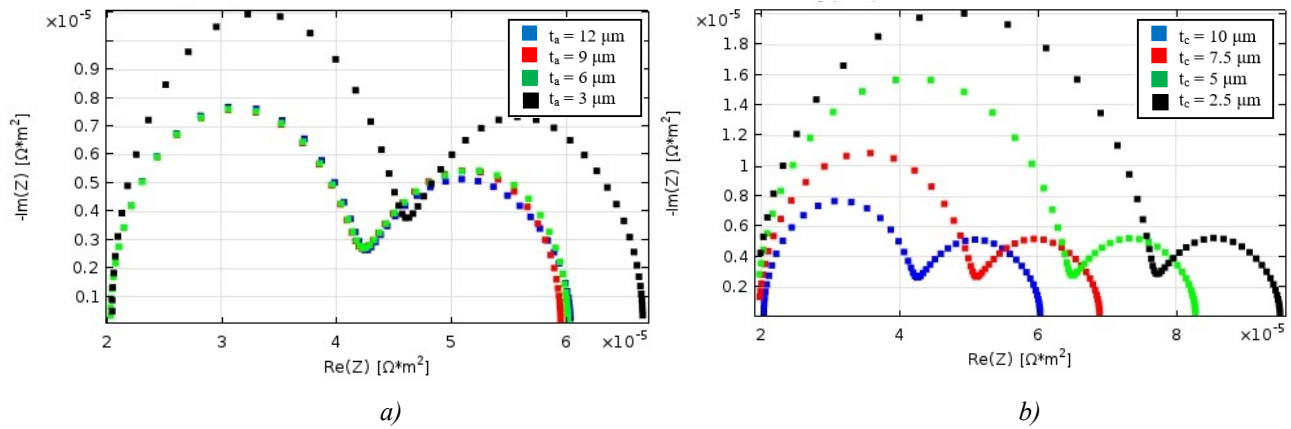 ×10⁻⁵
tₐ = 12 μm
tₐ = 9 μm
tₐ = 6 μm
tₐ = 3 μm
0.9
0.8
0.7
0.6
0.5
0.4
0.3
0.2
0.1
-Im(Z) [Ω*m²]
2
3
4
5
6
×10⁻⁵
Re(Z) [Ω*m²]
a)
×10⁻⁵
t_c = 10 μm
t_c = 7.5 μm
t_c = 5 μm
t_c = 2.5 μm
1.8
1.6
1.4
1.2
1
0.8
0.6
0.4
0.2
-Im(Z) [Ω*m²]
2
4
6
8
×10⁻⁵
Re(Z) [Ω*m²]
b)